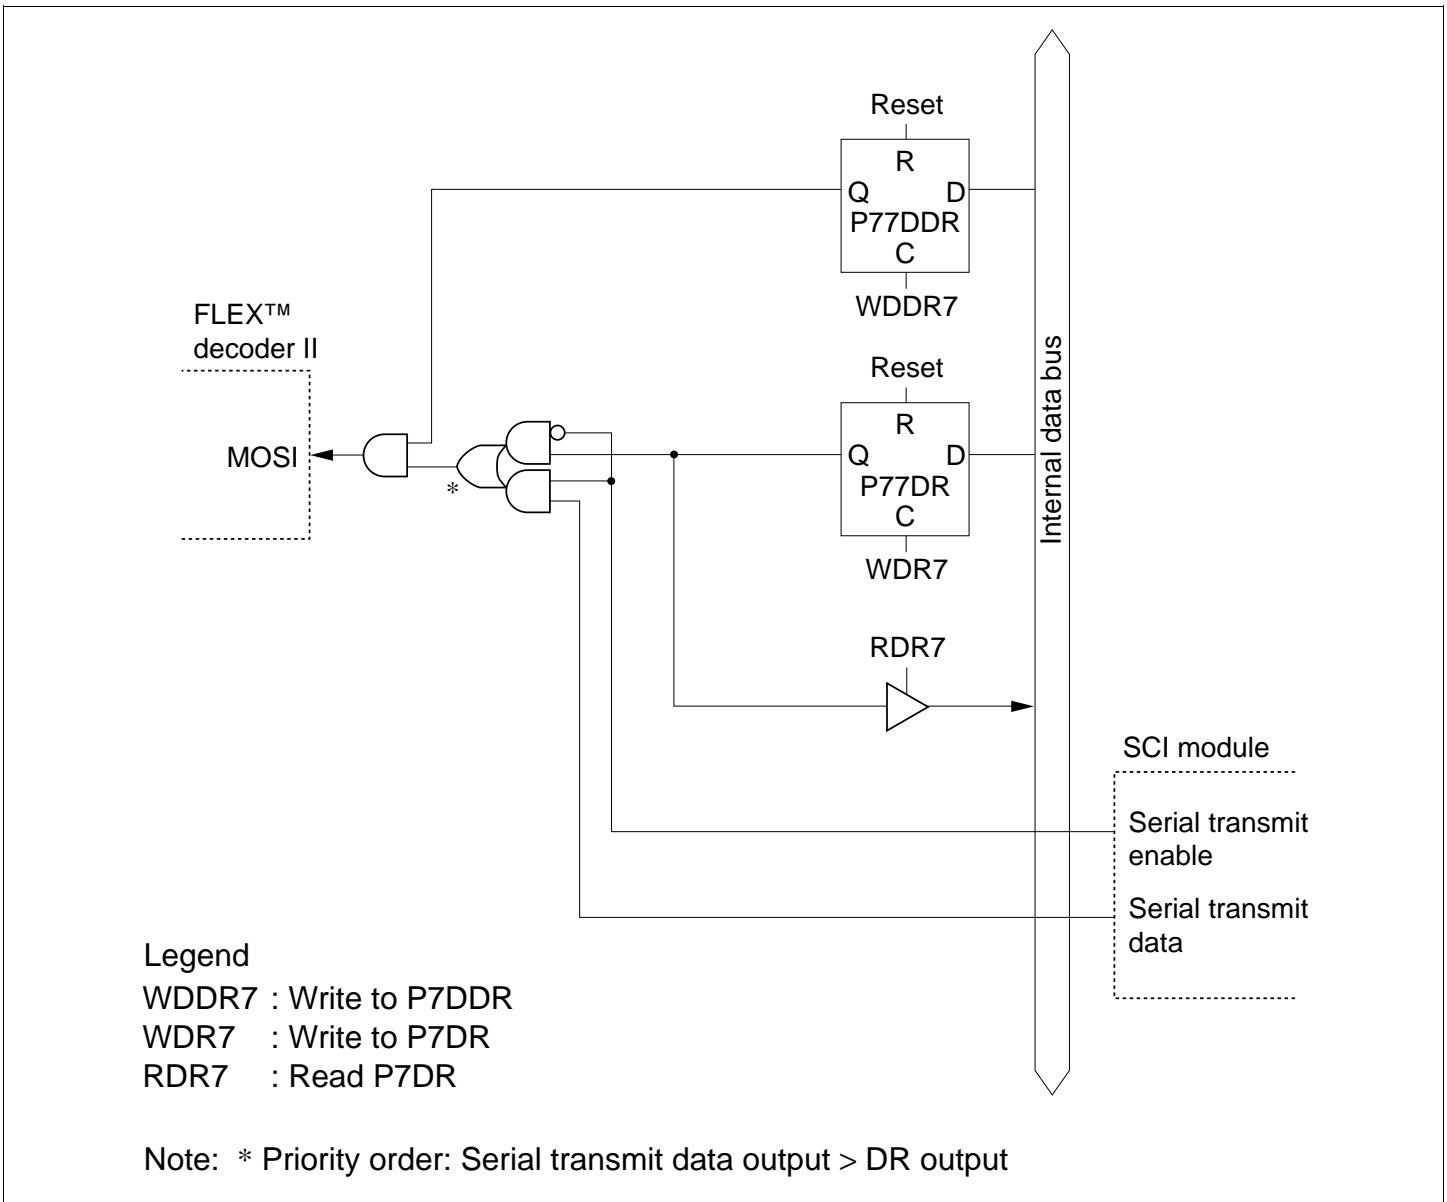 Reset
R
Q D
P77DDR
C
WDDR7
FLEX™
decoder II
MOSI
*
Reset
R
Q D
P77DR
C
WDR7
Internal data bus
RDR7
SCI module
Serial transmit
enable
Serial transmit
data
Legend
WDDR7 : Write to P7DDR
WDR7 : Write to P7DR
RDR7 : Read P7DR
Note: * Priority order: Serial transmit data output > DR output